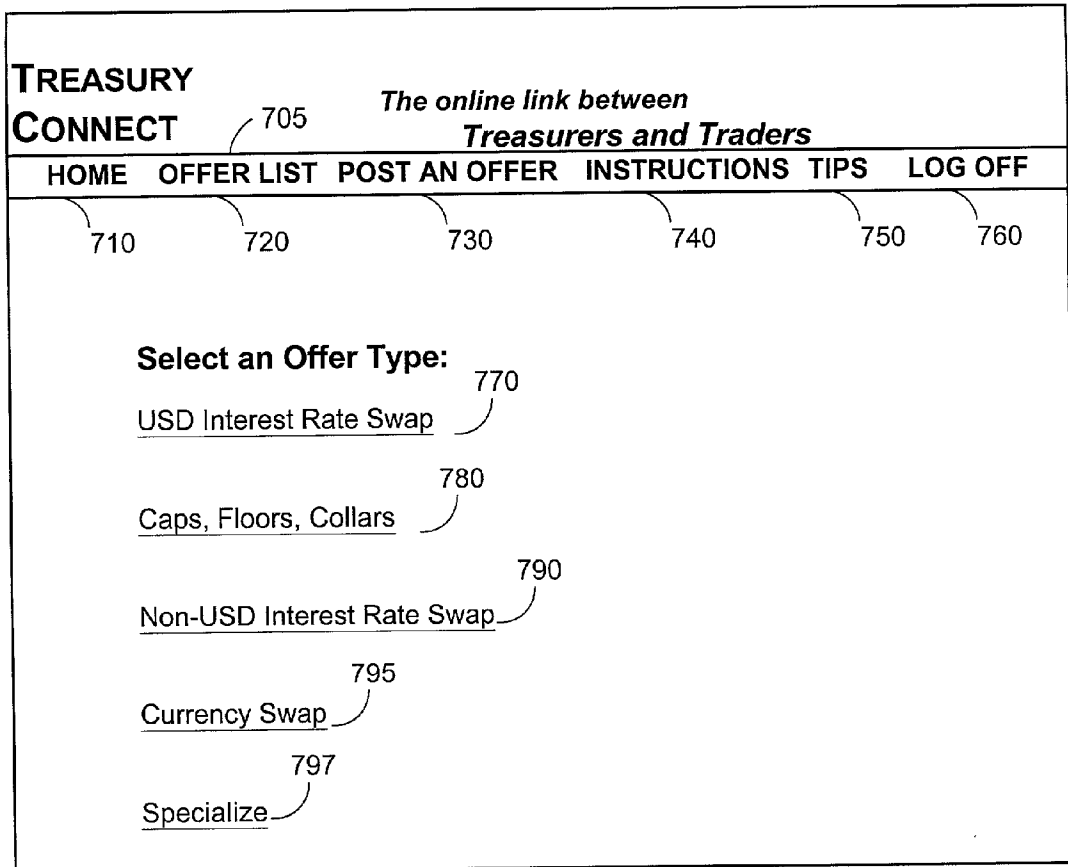 TREASURY
CONNECT
705
The online link between
Treasurers and Traders
HOME OFFER LIST POST AN OFFER INSTRUCTIONS TIPS LOG OFF
710 720 730 740 750 760
Select an Offer Type:
770
USD Interest Rate Swap
780
Caps, Floors, Collars
790
Non-USD Interest Rate Swap
795
Currency Swap
797
Specialize